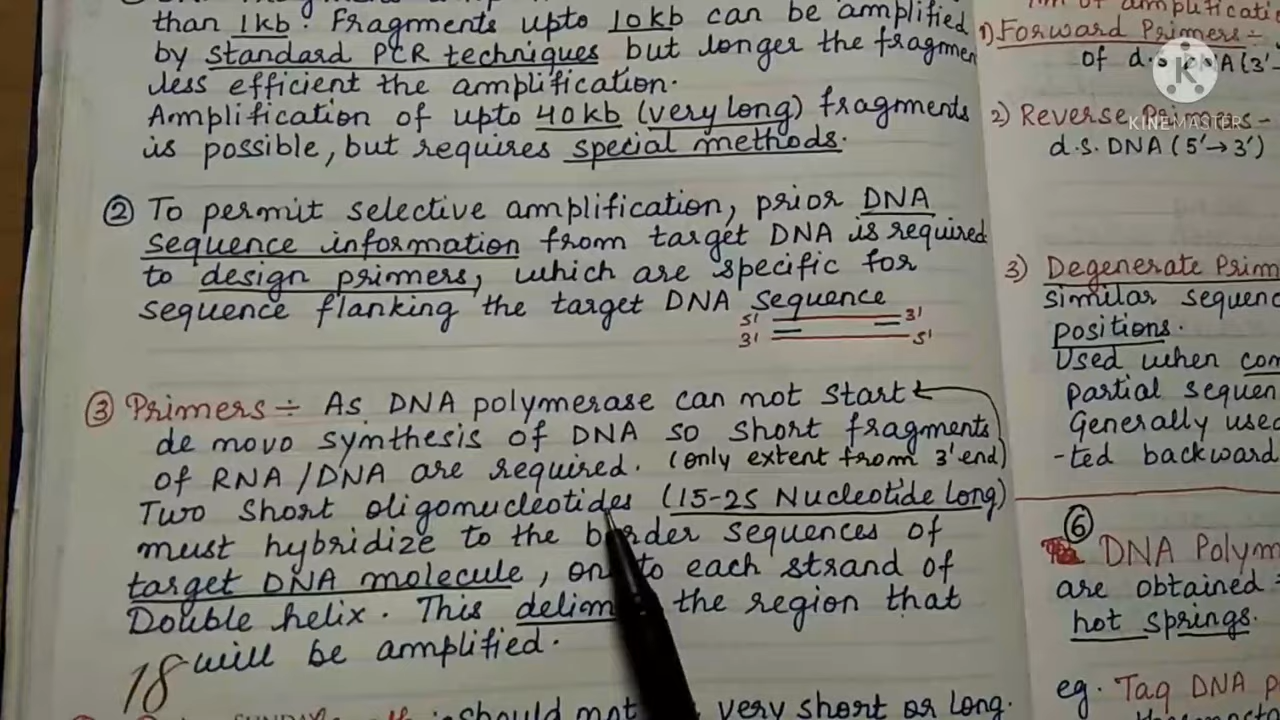 than 1kb. Fragments upto 10kb can be amplified
by standard PCR techniques but longer the fragmen
less efficient the amplification.
Amplification of upto 40kb (very long) fragments
is possible, but requires special methods.
② To permit selective amplification, prior DNA
sequence information from target DNA is required
to design primers, which are specific for
sequence flanking the target DNA sequence
5' 3'
3' 5'
③ Primers ÷ As DNA polymerase can not start
de novo synthesis of DNA so short fragments
of RNA/DNA are required. (only extent from 3' end)
Two short oligonucleotides (15-25 Nucleotide long)
must hybridize to the border sequences of
target DNA molecule, on to each strand of
Double helix. This the region that
will be amplified.
18
should not very short or long.
amplificati
1) Forward Primers ÷
of d.s. DNA (3'-
2) Reverse Primers -
d.s. DNA (5'→3')
3) Degenerate Prim
similar sequenc
positions.
Used when com
partial sequen
Generally used
-ted backward
⑥
DNA Polym
are obtained
hot springs.
eg. Taq DNA p
K
KINEMASTER